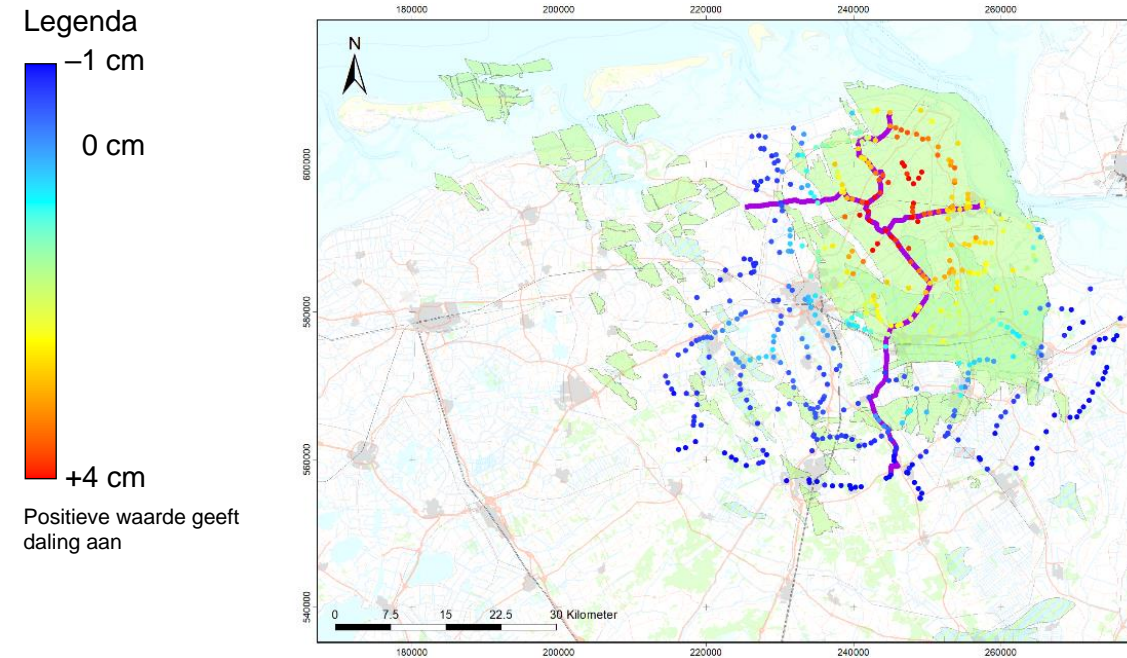 Legenda
–1 cm
0 cm
+4 cm
Positieve waarde geeft
daling aan
180000 200000 220000 240000 260000
N
600000
580000
560000
540000
0 7.5 15 22.5 30 Kilometer
180000 200000 220000 240000 260000